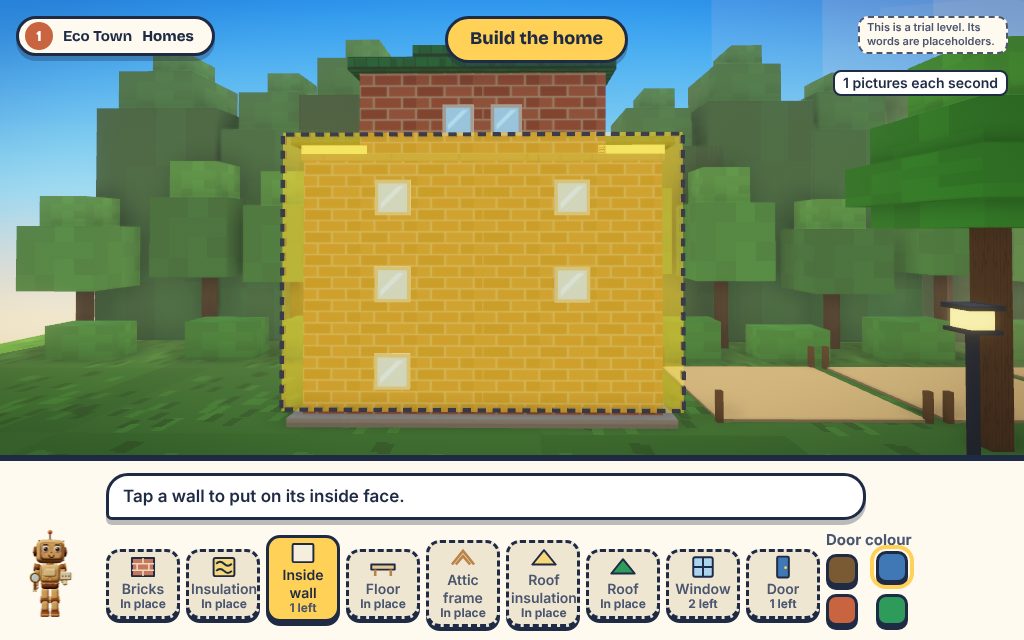 1 Eco Town Homes
Build the home
This is a trial level. Its
words are placeholders.
1 pictures each second
Tap a wall to put on its inside face.
Door colour
Bricks
In place
Insulation
In place
Inside
wall
1 left
Floor
In place
Attic
frame
In place
Roof
insulation
In place
Roof
In place
Window
2 left
Door
1 left